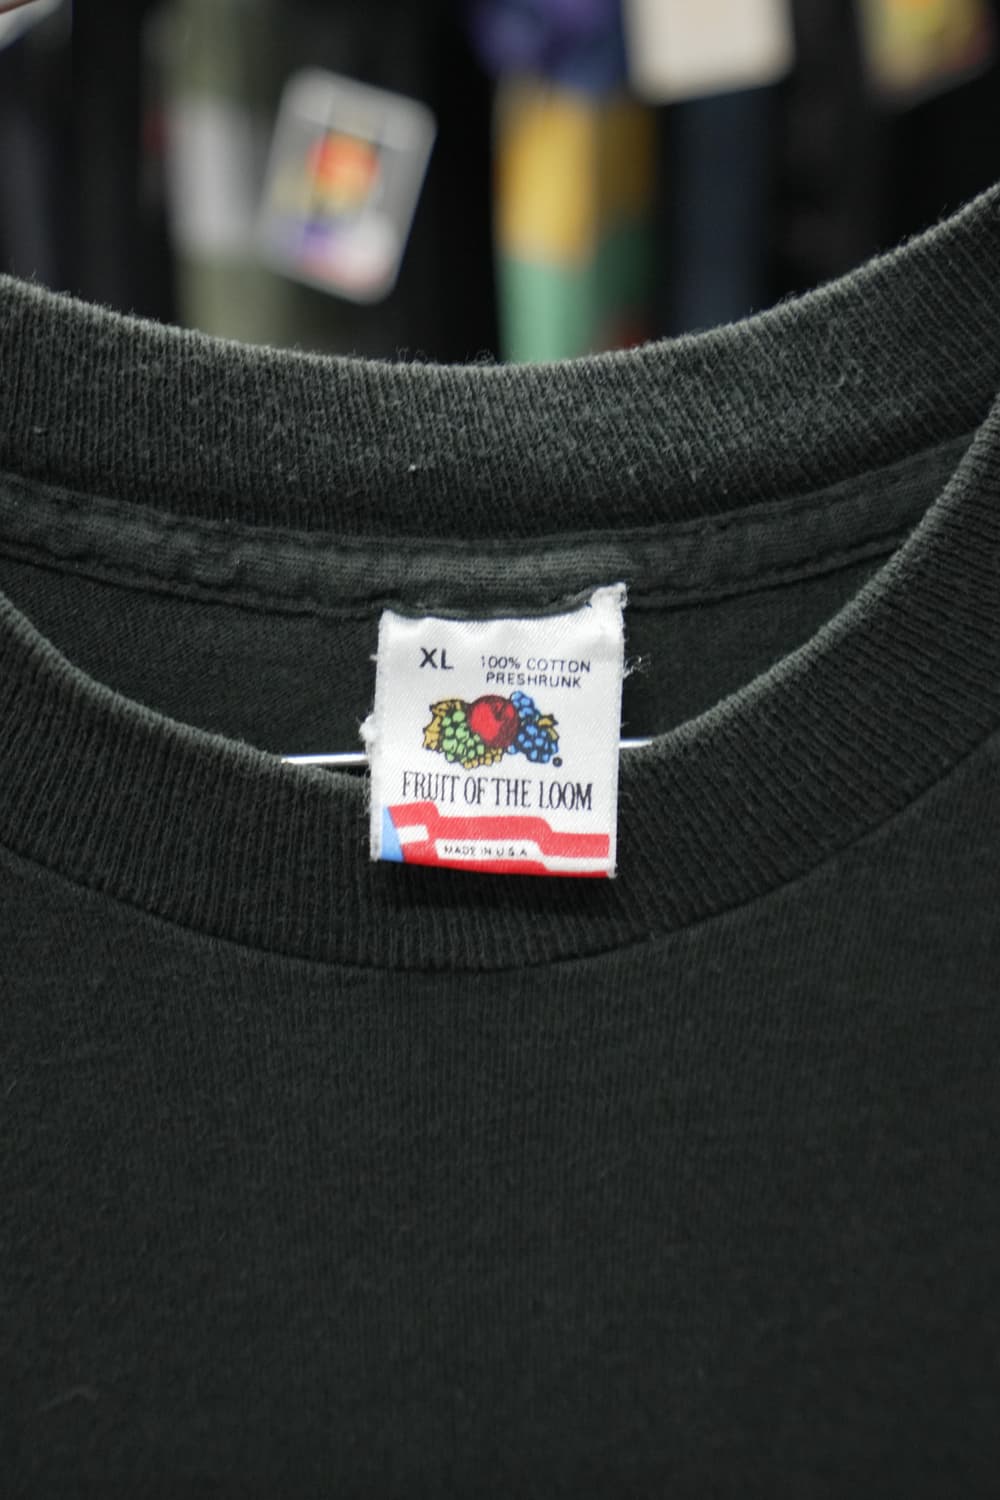 XL 100% COTTON
PRESHRUNK
FRUIT OF THE LOOM
MADE IN U.S.A